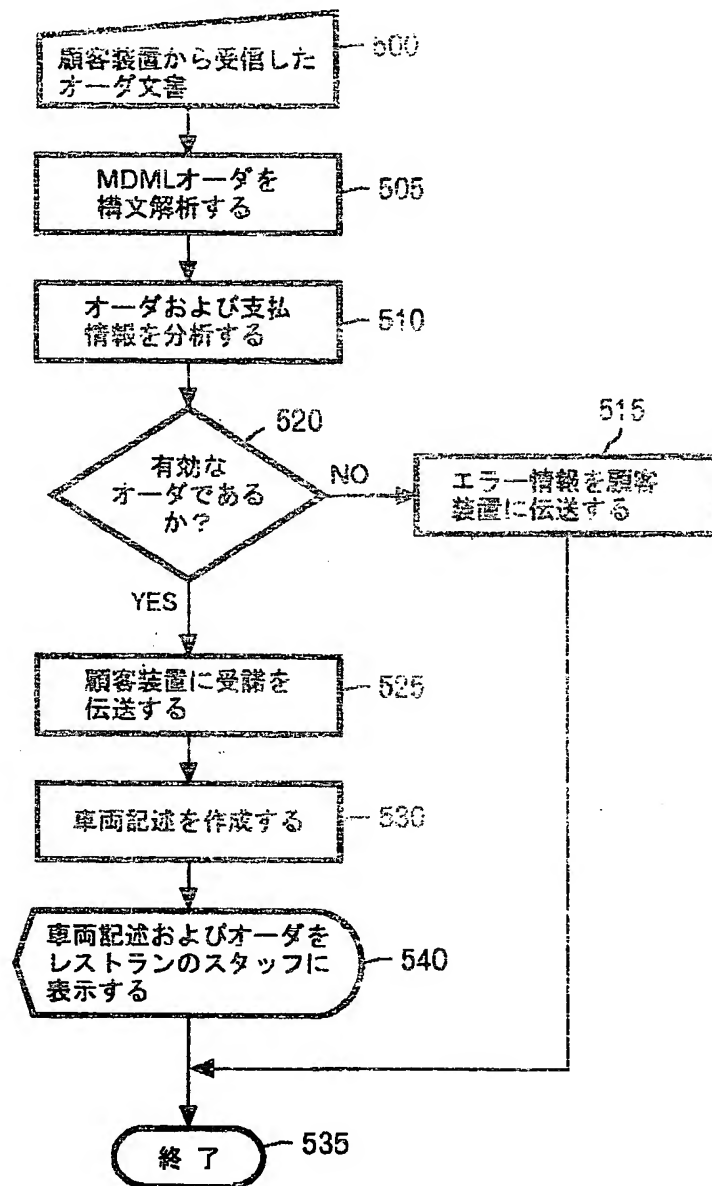 顧客装置から受信した
オーダ文書
500
MDMLオーダを
構文解析する
505
オーダおよび支払
情報を分析する
510
520
有効な
オーダである
か?
NO
515
エラー情報を顧客
装置に伝送する
YES
顧客装置に受諾を
伝送する
525
車両記述を作成する
530
車両記述およびオーダを
レストランのスタッフに
表示する
540
終了
535